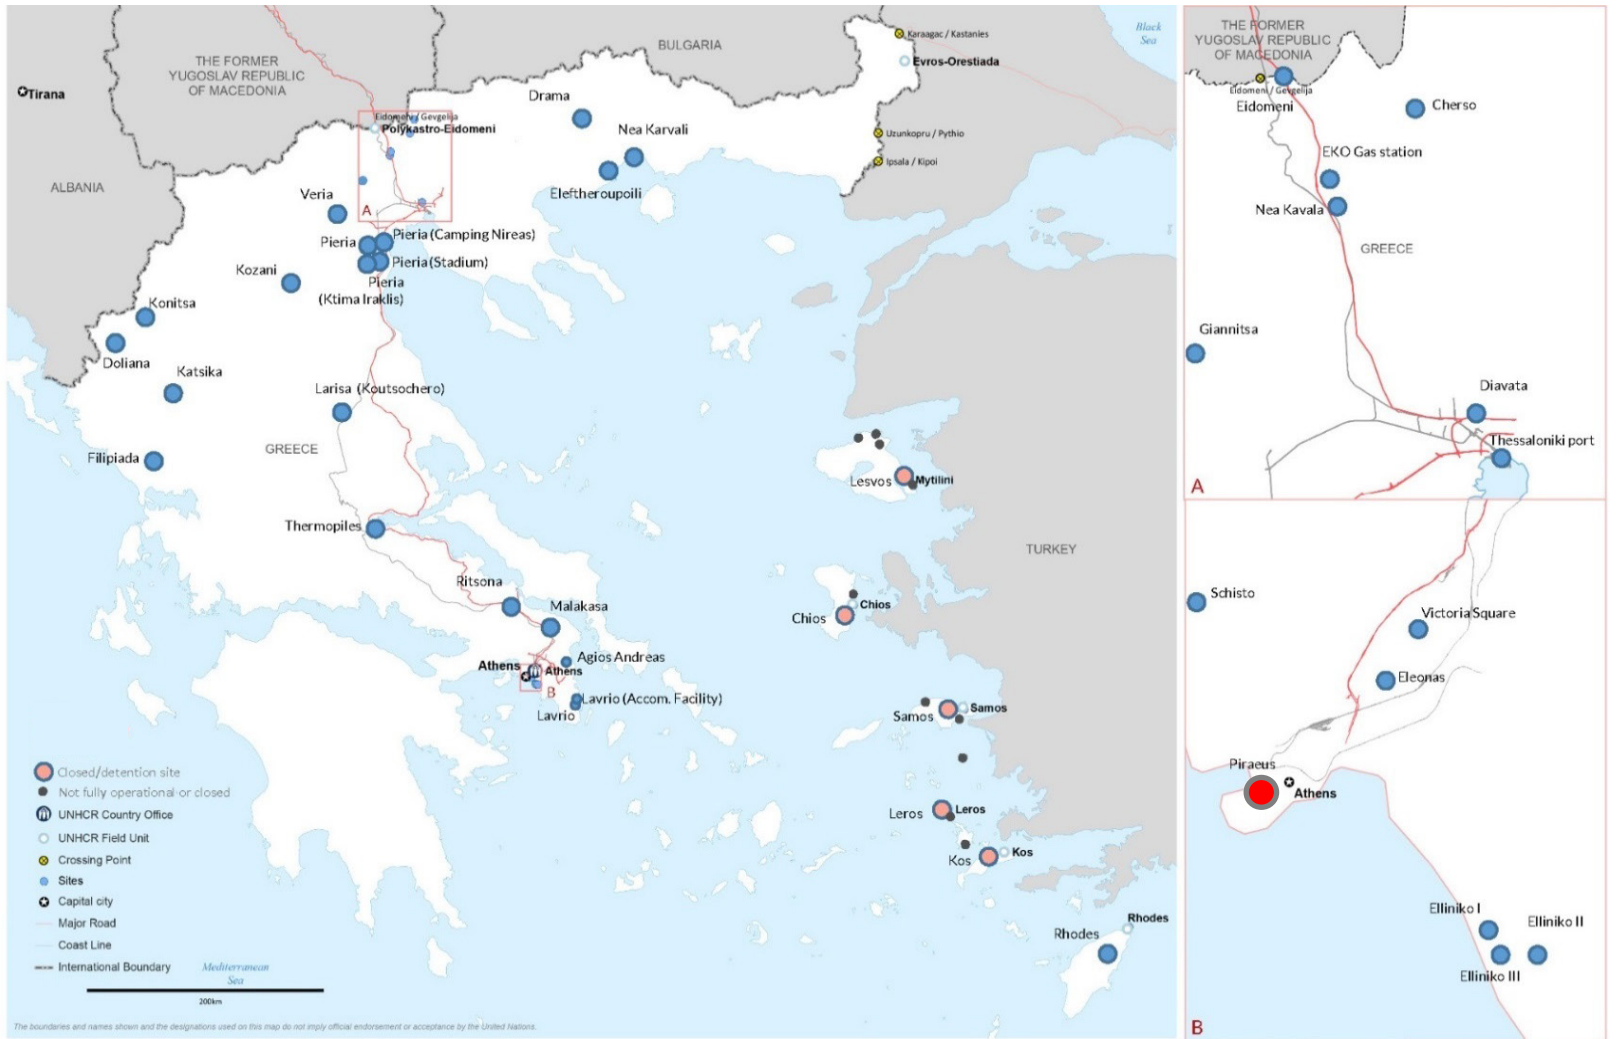 Black
Sea
BULGARIA
Karaagac / Kastanies
Evros-Orestiada
THE FORMER
YUGOSLAV REPUBLIC
OF MACEDONIA
Tirana
Drama
Eidomeni / Gevgelija
Polykastro-Eidomeni
Nea Karvali
Uzunkopru / Pythio
Ipsala / Kipoi
ALBANIA
Veria
A
Eleftheroupoili
Pieria
Pieria (Camping Nireas)
Pieria (Stadium)
Kozani
Pieria
(Ktima Iraklis)
Konitsa
Doliana
Katsika
Larisa (Koutsochero)
GREECE
Filipiada
Lesvos
Mytilini
Thermopiles
TURKEY
Ritsona
Malakasa
Chios
Chios
Athens
Athens
Agios Andreas
B
Lavrio (Accom. Facility)
Lavrio
Samos
Samos
Leros
Leros
Kos
Kos
Rhodes
Rhodes
Closed/detention site
Not fully operational or closed
UNHCR Country Office
UNHCR Field Unit
Crossing Point
Sites
Capital city
Major Road
Coast Line
International Boundary
Mediterranean
Sea
200km
The boundaries and names shown and the designations used on this map do not imply official endorsement or acceptance by the United Nations.
THE FORMER
YUGOSLAV REPUBLIC
OF MACEDONIA
Eidomeni / Gevgelija
Eidomeni
Cherso
EKO Gas station
Nea Kavala
GREECE
Giannitsa
Diavata
Thessaloniki port
A
Schisto
Victoria Square
Eleonas
Piraeus
Athens
Elliniko I
Elliniko II
Elliniko III
B